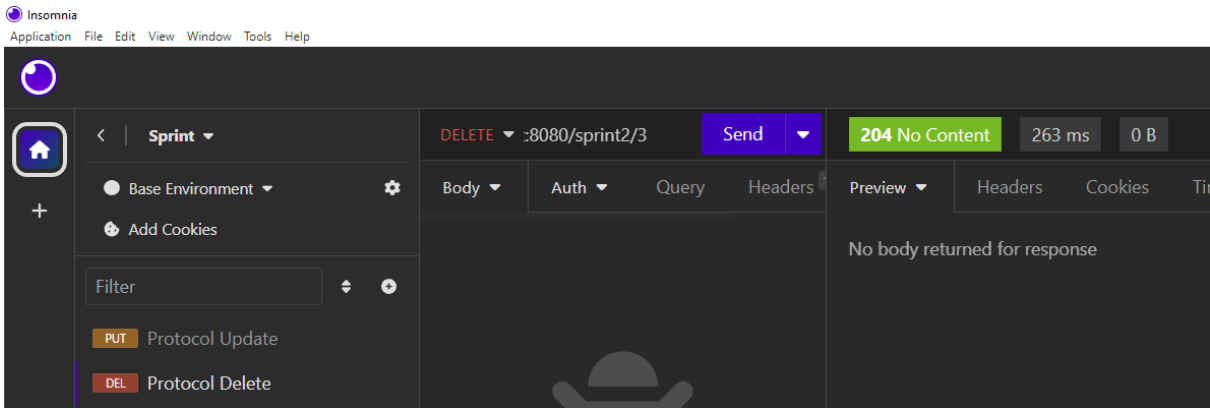 Insomnia
Application File Edit View Window Tools Help
Sprint
DELETE :8080/sprint2/3 Send 204 No Content 263 ms 0 B
Base Environment Body Auth Query Headers Preview Headers Cookies
Add Cookies
No body returned for response
Filter
PUT Protocol Update
DEL Protocol Delete